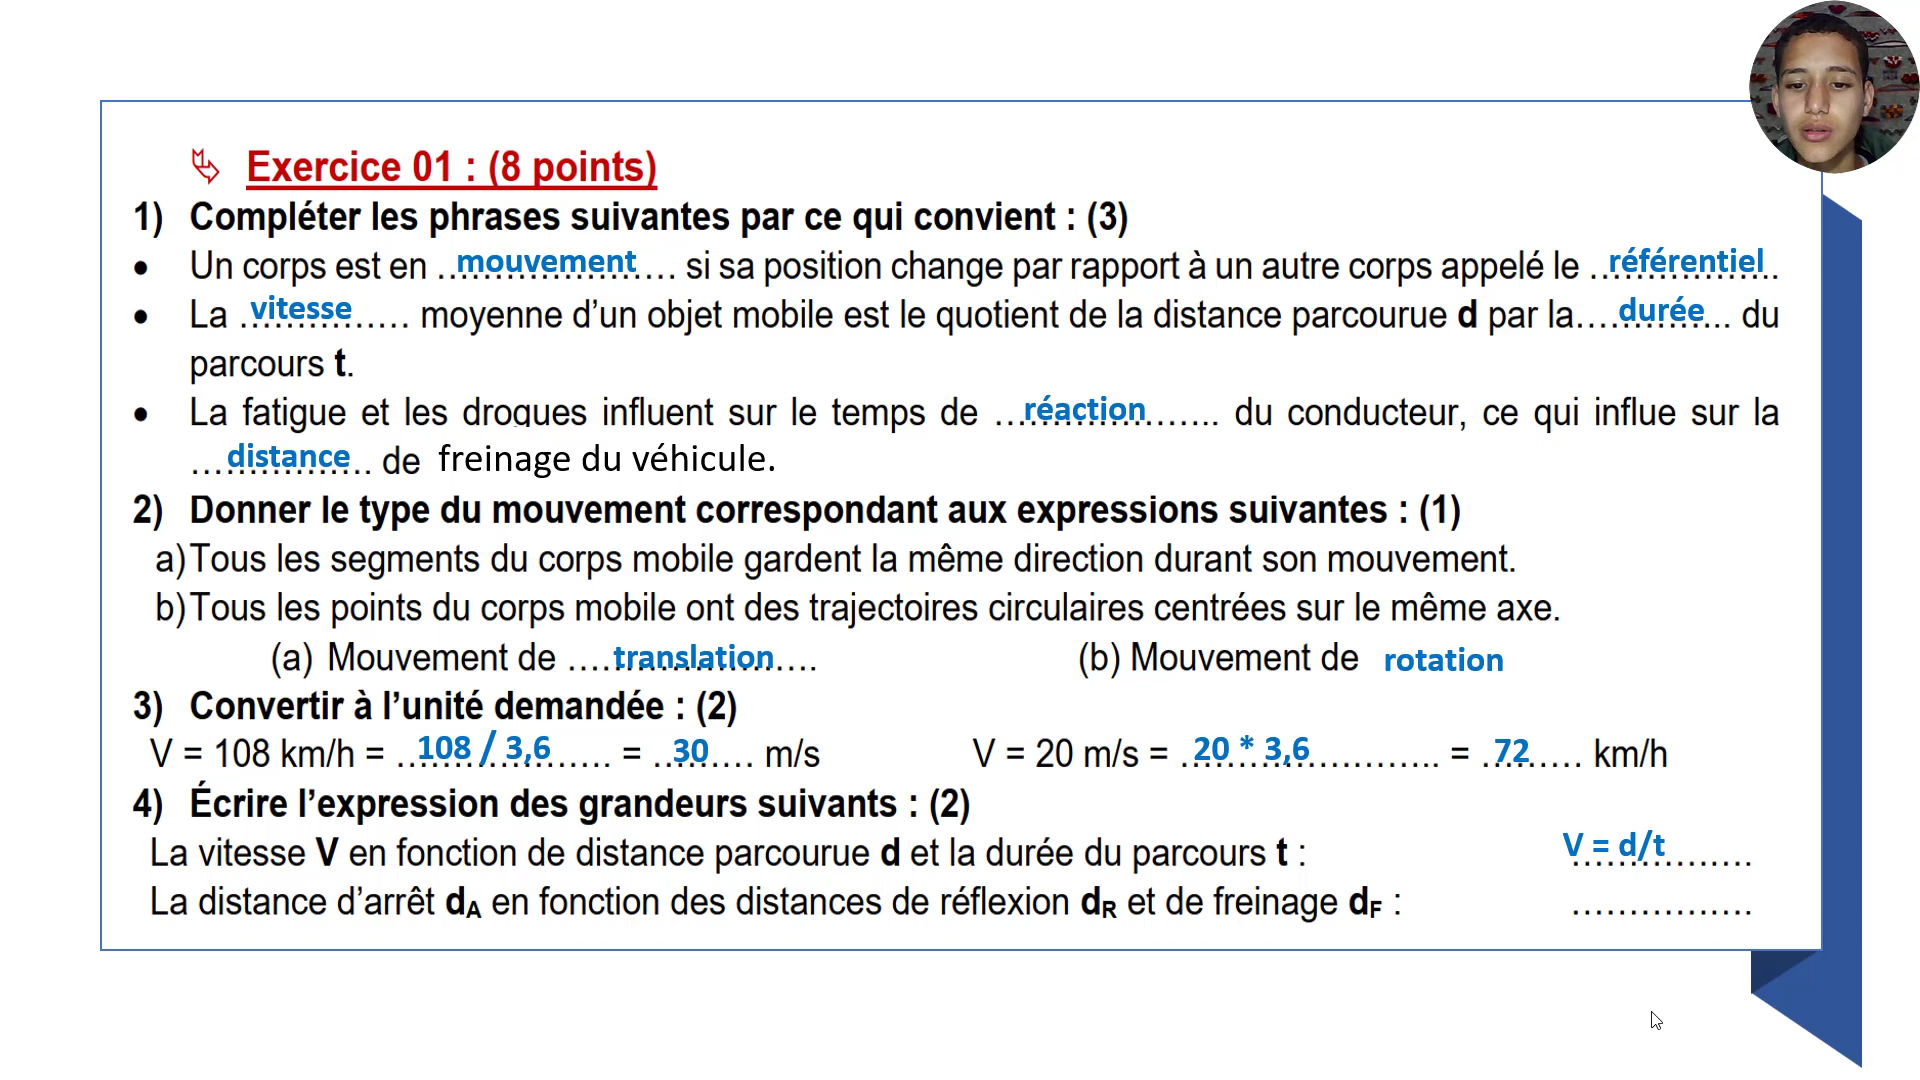 Exercice 01 : (8 points)
1) Compléter les phrases suivantes par ce qui convient : (3)
• Un corps est en ...mouvement... si sa position change par rapport à un autre corps appelé le ...référentiel...
• La ...vitesse... moyenne d'un objet mobile est le quotient de la distance parcourue d par la...durée... du
parcours t.
• La fatigue et les drogues influent sur le temps de ...réaction... du conducteur, ce qui influe sur la
...distance... de freinage du véhicule.
2) Donner le type du mouvement correspondant aux expressions suivantes : (1)
a) Tous les segments du corps mobile gardent la même direction durant son mouvement.
b) Tous les points du corps mobile ont des trajectoires circulaires centrées sur le même axe.
(a) Mouvement de ...translation... (b) Mouvement de rotation
3) Convertir à l'unité demandée : (2)
V = 108 km/h = ...108 / 3,6... = ...30... m/s V = 20 m/s = ...20 * 3,6... = ...72... km/h
4) Écrire l'expression des grandeurs suivants : (2)
La vitesse V en fonction de distance parcourue d et la durée du parcours t : V = d/t
La distance d'arrêt dA en fonction des distances de réflexion dR et de freinage dF : ................